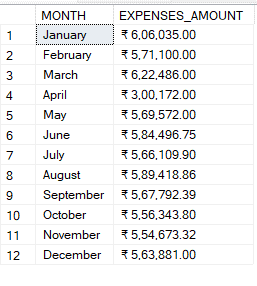 MONTH EXPENSES_AMOUNT
1 January ₹ 6,06,035.00
2 February ₹ 5,71,100.00
3 March ₹ 6,22,486.00
4 April ₹ 3,00,172.00
5 May ₹ 5,69,572.00
6 June ₹ 5,84,496.75
7 July ₹ 5,66,109.90
8 August ₹ 5,89,418.86
9 September ₹ 5,67,792.39
10 October ₹ 5,56,343.80
11 November ₹ 5,54,673.32
12 December ₹ 5,63,881.00